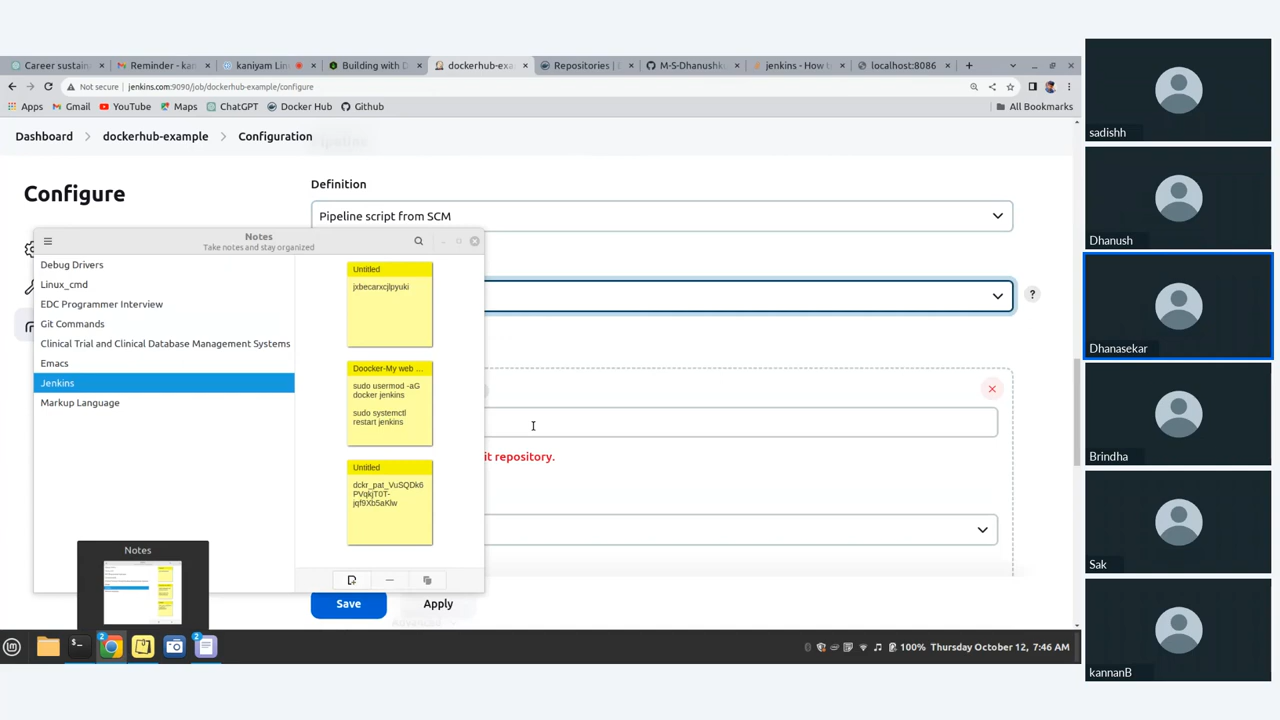 Career sustain
Reminder - kan
kaniyam Lin
Building with D
dockerhub-exa
Repositories | D
M-S-Dhanushk
jenkins - How t
localhost:8086
Not secure
jenkins.com:9090/job/dockerhub-example/configure
Apps
Gmail
YouTube
Maps
ChatGPT
Docker Hub
Github
All Bookmarks
Dashboard
dockerhub-example
Configuration
Pipeline
Configure
Definition
Pipeline script from SCM
?
it repository.
Save
Apply
Advanced
Notes
Take notes and stay organized
Debug Drivers
Linux_cmd
EDC Programmer Interview
Git Commands
Clinical Trial and Clinical Database Management Systems
Emacs
Jenkins
Markup Language
Untitled
jxbecarxcjlpyuki
Doocker-My web ...
sudo usermod -aG
docker jenkins
sudo systemctl
restart jenkins
Untitled
dckr_pat_VuSQDk6
PVqkjT0T-
jqf9Xb5aKlw
Notes
2
2
100%
Thursday October 12, 7:46 AM
sadishh
Dhanush
Dhanasekar
Brindha
Sak
kannanB